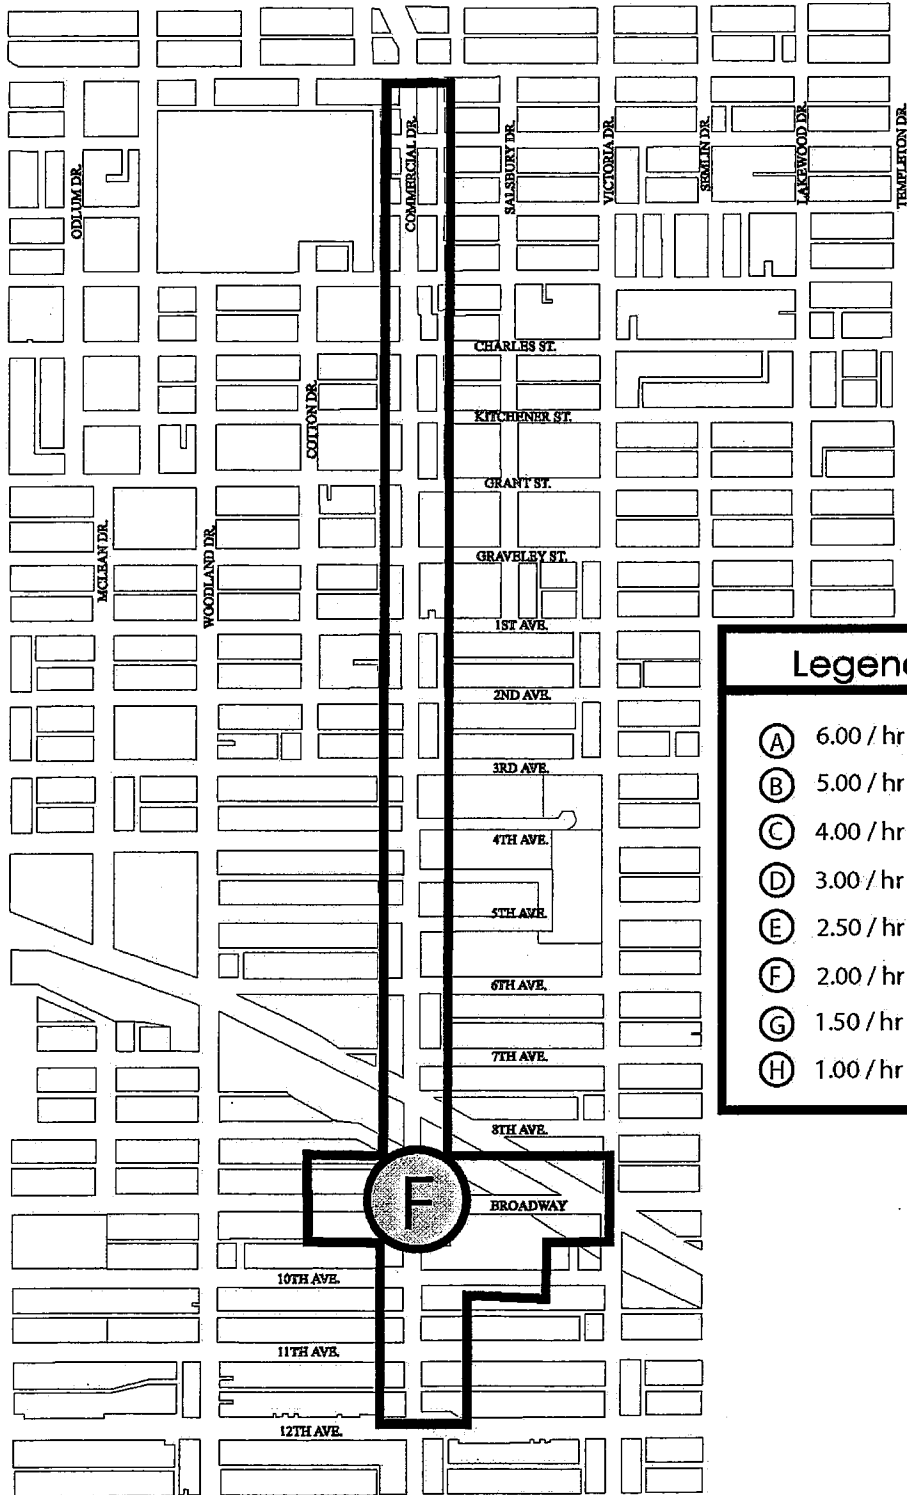 COMMERCIAL DR.
SALSBURY DR.
VICTORIA DR.
SEMLIN DR.
LAKEWOOD DR.
TEMPLETON DR.
ODLUM DR.
CHARLES ST.
COTTON DR.
KITCHENER ST.
GRANT ST.
MCLEAN DR.
WOODLAND DR.
GRAVELEY ST.
1ST AVE.
2ND AVE.
3RD AVE.
4TH AVE.
5TH AVE.
6TH AVE.
7TH AVE.
8TH AVE.
F
BROADWAY
10TH AVE.
11TH AVE.
12TH AVE.
Legen
A 6.00 / hr
B 5.00 / hr
C 4.00 / hr
D 3.00 / hr
E 2.50 / hr
F 2.00 / hr
G 1.50 / hr
H 1.00 / hr